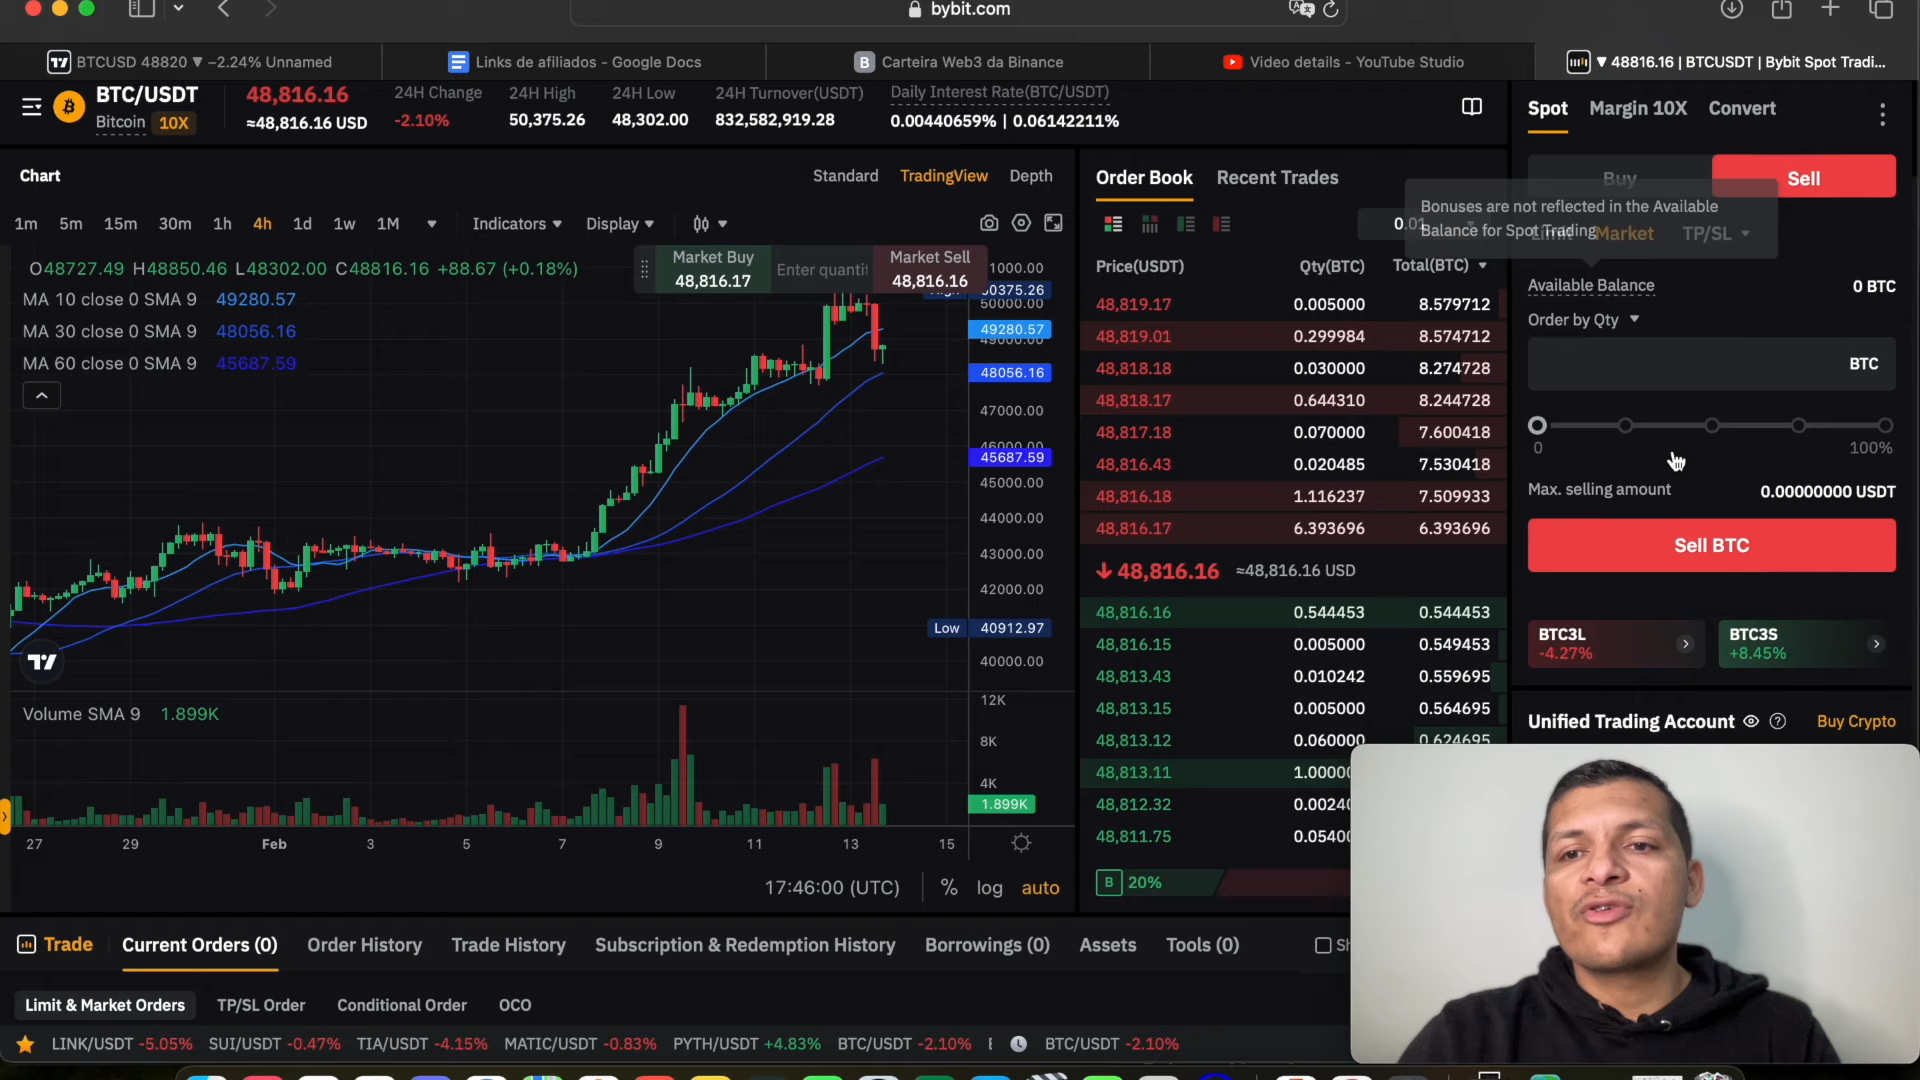 bybit.com
BTCUSD 48820 ▼ −2.24% Unnamed
Links de afiliados - Google Docs
Carteira Web3 da Binance
Video details - YouTube Studio
▼ 48816.16 | BTCUSDT | Bybit Spot Tradi...
BTC/USDT
Bitcoin 10X
48,816.16
≈48,816.16 USD
24H Change
-2.10%
24H High
50,375.26
24H Low
48,302.00
24H Turnover(USDT)
832,582,919.28
Daily Interest Rate(BTC/USDT)
0.00440659% | 0.06142211%
Spot Margin 10X Convert
Chart
Standard TradingView Depth
1m 5m 15m 30m 1h 4h 1d 1w 1M
Indicators Display
O48727.49 H48850.46 L48302.00 C48816.16 +88.67 (+0.18%)
MA 10 close 0 SMA 9 49280.57
MA 30 close 0 SMA 9 48056.16
MA 60 close 0 SMA 9 45687.59
Market Buy
48,816.17
Enter quantit
Market Sell
48,816.16
50375.26
50000.00
49280.57
48056.16
47000.00
46000.00
45687.59
45000.00
44000.00
43000.00
42000.00
Low 40912.97
40000.00
Volume SMA 9 1.899K
12K
8K
4K
1.899K
27 29 Feb 3 5 7 9 11 13 15
17:46:00 (UTC) % log auto
Order Book Recent Trades
0.01
Price(USDT) Qty(BTC) Total(BTC)
48,819.17 0.005000 8.579712
48,819.01 0.299984 8.574712
48,818.18 0.030000 8.274728
48,818.17 0.644310 8.244728
48,817.18 0.070000 7.600418
48,816.43 0.020485 7.530418
48,816.18 1.116237 7.509933
48,816.17 6.393696 6.393696
48,816.16 ≈48,816.16 USD
48,816.16 0.544453 0.544453
48,816.15 0.005000 0.549453
48,813.43 0.010242 0.559695
48,813.15 0.005000 0.564695
48,813.12 0.060000 0.624695
48,813.11 1.0000
48,812.32 0.0024
48,811.75 0.0540
B 20%
Buy Sell
Bonuses are not reflected in the Available
Balance for Spot Trading
Limit Market TP/SL
Available Balance 0 BTC
Order by Qty
BTC
0 100%
Max. selling amount 0.00000000 USDT
Sell BTC
BTC3L
-4.27%
BTC3S
+8.45%
Unified Trading Account Buy Crypto
Trade Current Orders (0) Order History Trade History Subscription & Redemption History Borrowings (0) Assets Tools (0)
Limit & Market Orders TP/SL Order Conditional Order OCO
LINK/USDT -5.05% SUI/USDT -0.47% TIA/USDT -4.15% MATIC/USDT -0.83% PYTH/USDT +4.83% BTC/USDT -2.10% BTC/USDT -2.10%